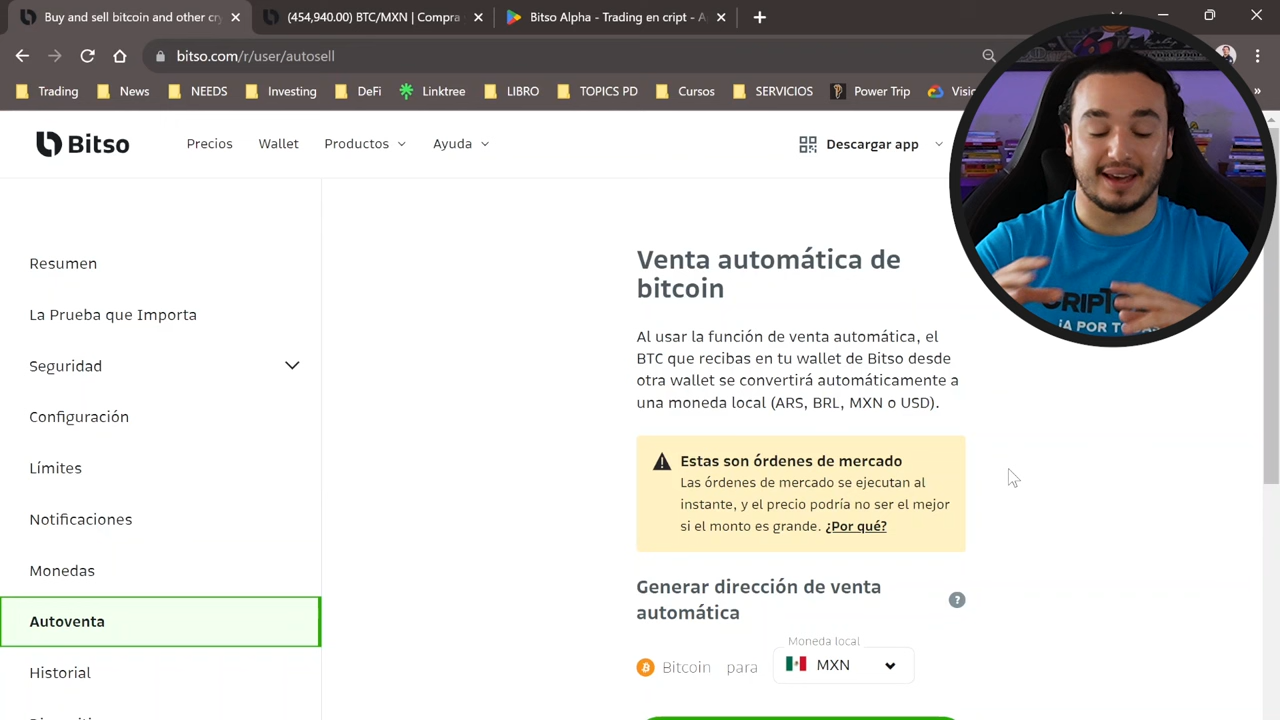 Buy and sell bitcoin and other cry
(454,940.00) BTC/MXN | Compra
Bitso Alpha - Trading en cript - A
bitso.com/r/user/autosell
Trading
News
NEEDS
Investing
DeFi
Linktree
LIBRO
TOPICS PD
Cursos
SERVICIOS
Power Trip
Visio
Bitso
Precios
Wallet
Productos
Ayuda
Descargar app
Resumen
La Prueba que Importa
Seguridad
Configuración
Límites
Notificaciones
Monedas
Autoventa
Historial
Venta automática de
bitcoin
Al usar la función de venta automática, el
BTC que recibas en tu wallet de Bitso desde
otra wallet se convertirá automáticamente a
una moneda local (ARS, BRL, MXN o USD).
Estas son órdenes de mercado
Las órdenes de mercado se ejecutan al
instante, y el precio podría no ser el mejor
si el monto es grande. ¿Por qué?
Generar dirección de venta
automática
?
Moneda local
Bitcoin para
MXN
¡A POR